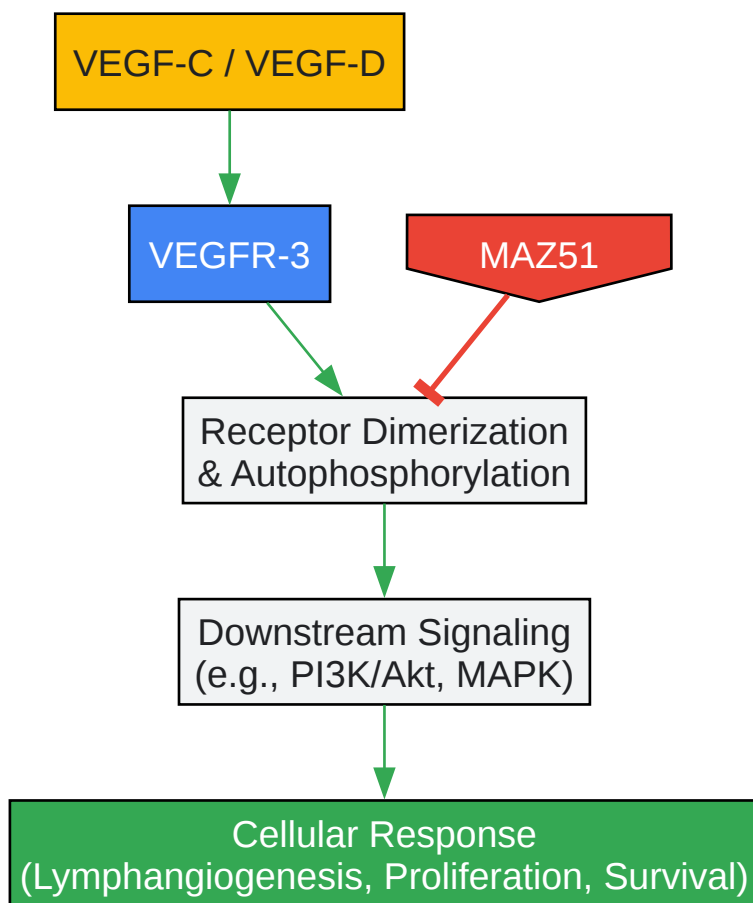 VEGF-C / VEGF-D
VEGFR-3
MAZ51
Receptor Dimerization
& Autophosphorylation
Downstream Signaling
(e.g., PI3K/Akt, MAPK)
Cellular Response
(Lymphangiogenesis, Proliferation, Survival)